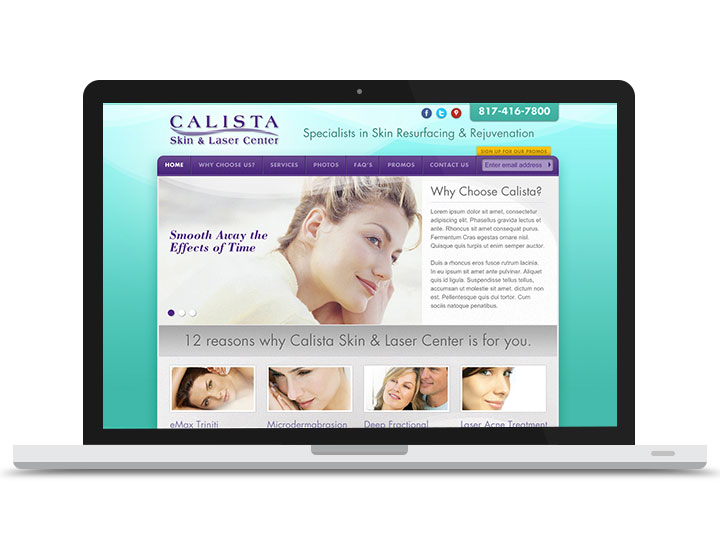 CALISTA
Skin & Laser Center
817-416-7800
Specialists in Skin Resurfacing & Rejuvenation
SIGN UP FOR OUR PROMOS
HOME WHY CHOOSE US? SERVICES PHOTOS FAQ'S PROMOS CONTACT US Enter email address
Smooth Away the
Effects of Time
Why Choose Calista?
Lorem ipsum dolor sit amet, consectetur
adipiscing elit. Phasellus gravida lectus et
ante. Rhoncus sit amet consequat purus.
Fermentum Cras agestas ornare nisl.
Quisque quis turpis ut enim semper auctor.
Duis a rhoncus eros fusce rutrum lacinia.
In eu ipsum sit amet ante pulvinar. Aliquet
quis id ligula. Suspendisse tellus tellus,
accumsan ut molestie sit amet, dictum non
est. Pellentesque quis dui tortor. Cum
sociis natoque penatibus.
12 reasons why Calista Skin & Laser Center is for you.
eMax Triniti Microdermabrasion Deep Fractional Laser Acne Treatment